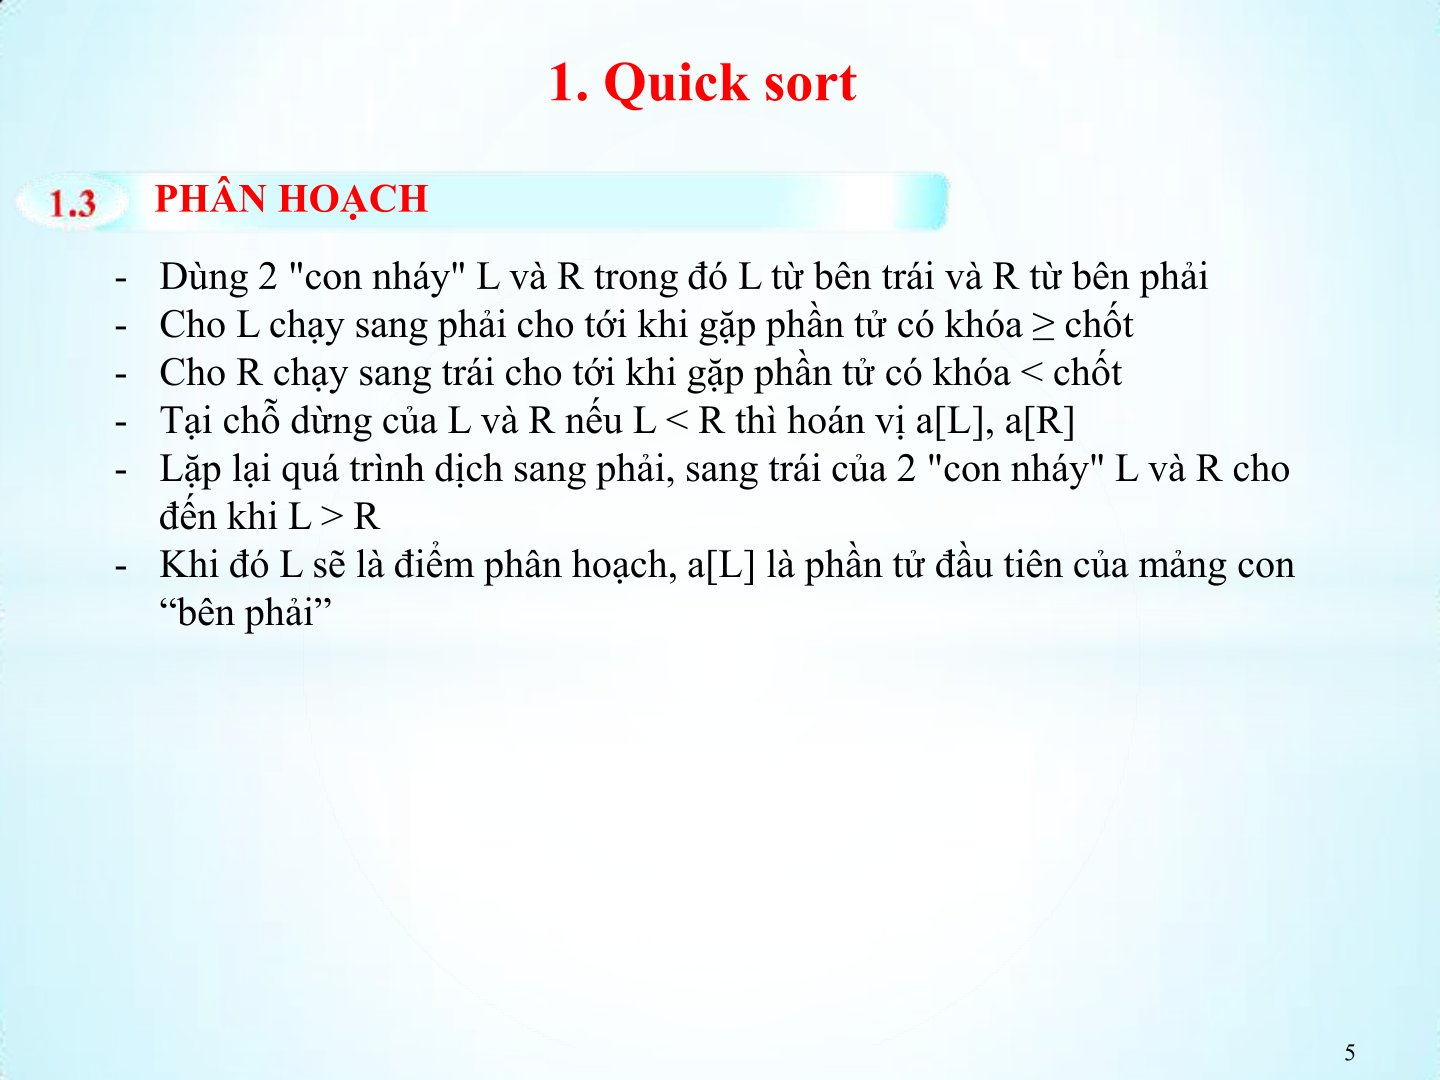 1. Quick sort
1.3 PHÂN HOẠCH
- Dùng 2 "con nháy" L và R trong đó L từ bên trái và R từ bên phải
- Cho L chạy sang phải cho tới khi gặp phần tử có khóa ≥ chốt
- Cho R chạy sang trái cho tới khi gặp phần tử có khóa < chốt
- Tại chỗ dừng của L và R nếu L < R thì hoán vị a[L], a[R]
- Lặp lại quá trình dịch sang phải, sang trái của 2 "con nháy" L và R cho
đến khi L > R
- Khi đó L sẽ là điểm phân hoạch, a[L] là phần tử đầu tiên của mảng con
“bên phải”
5